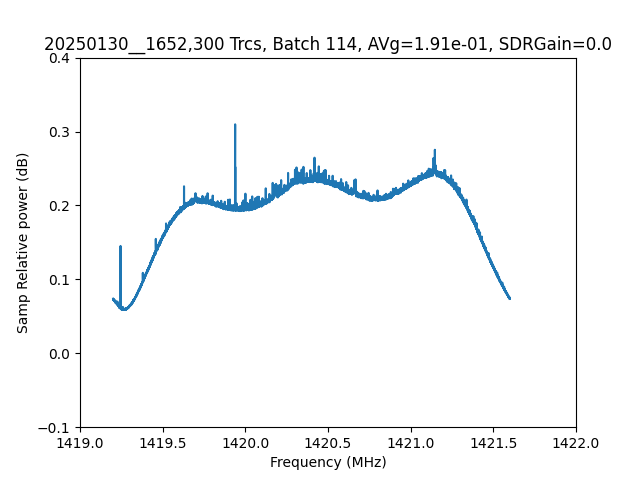 20250130__1652,300 Trcs, Batch 114, AVg=1.91e-01, SDRGain=0.0
0.4
0.3
0.2
0.1
0.0
−0.1
Samp Relative power (dB)
1419.0 1419.5 1420.0 1420.5 1421.0 1421.5 1422.0
Frequency (MHz)